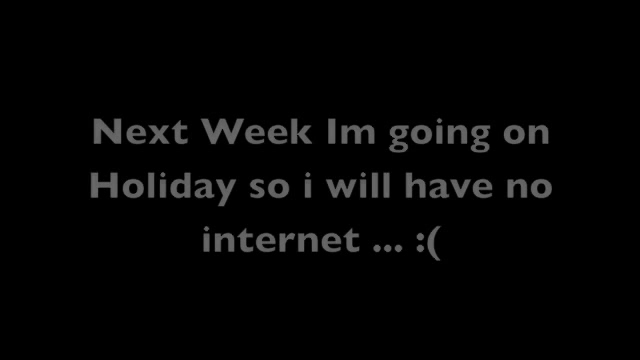 Next Week Im going on
Holiday so i will have no
internet ... :(